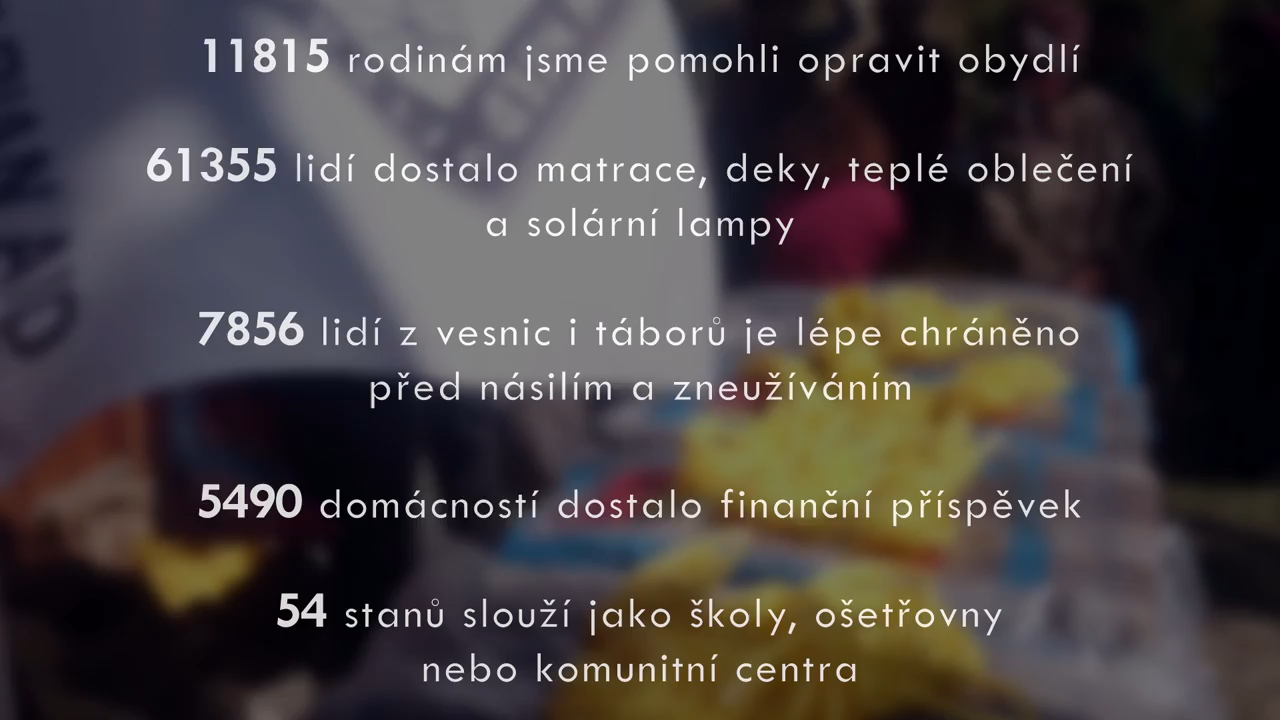 11815 rodinám jsme pomohli opravit obydlí
61355 lidí dostalo matrace, deky, teplé oblečení
a solární lampy
7856 lidí z vesnic i táborů je lépe chráněno
před násilím a zneužíváním
5490 domácností dostalo finanční příspěvek
54 stanů slouží jako školy, ošetřovny
nebo komunitní centra